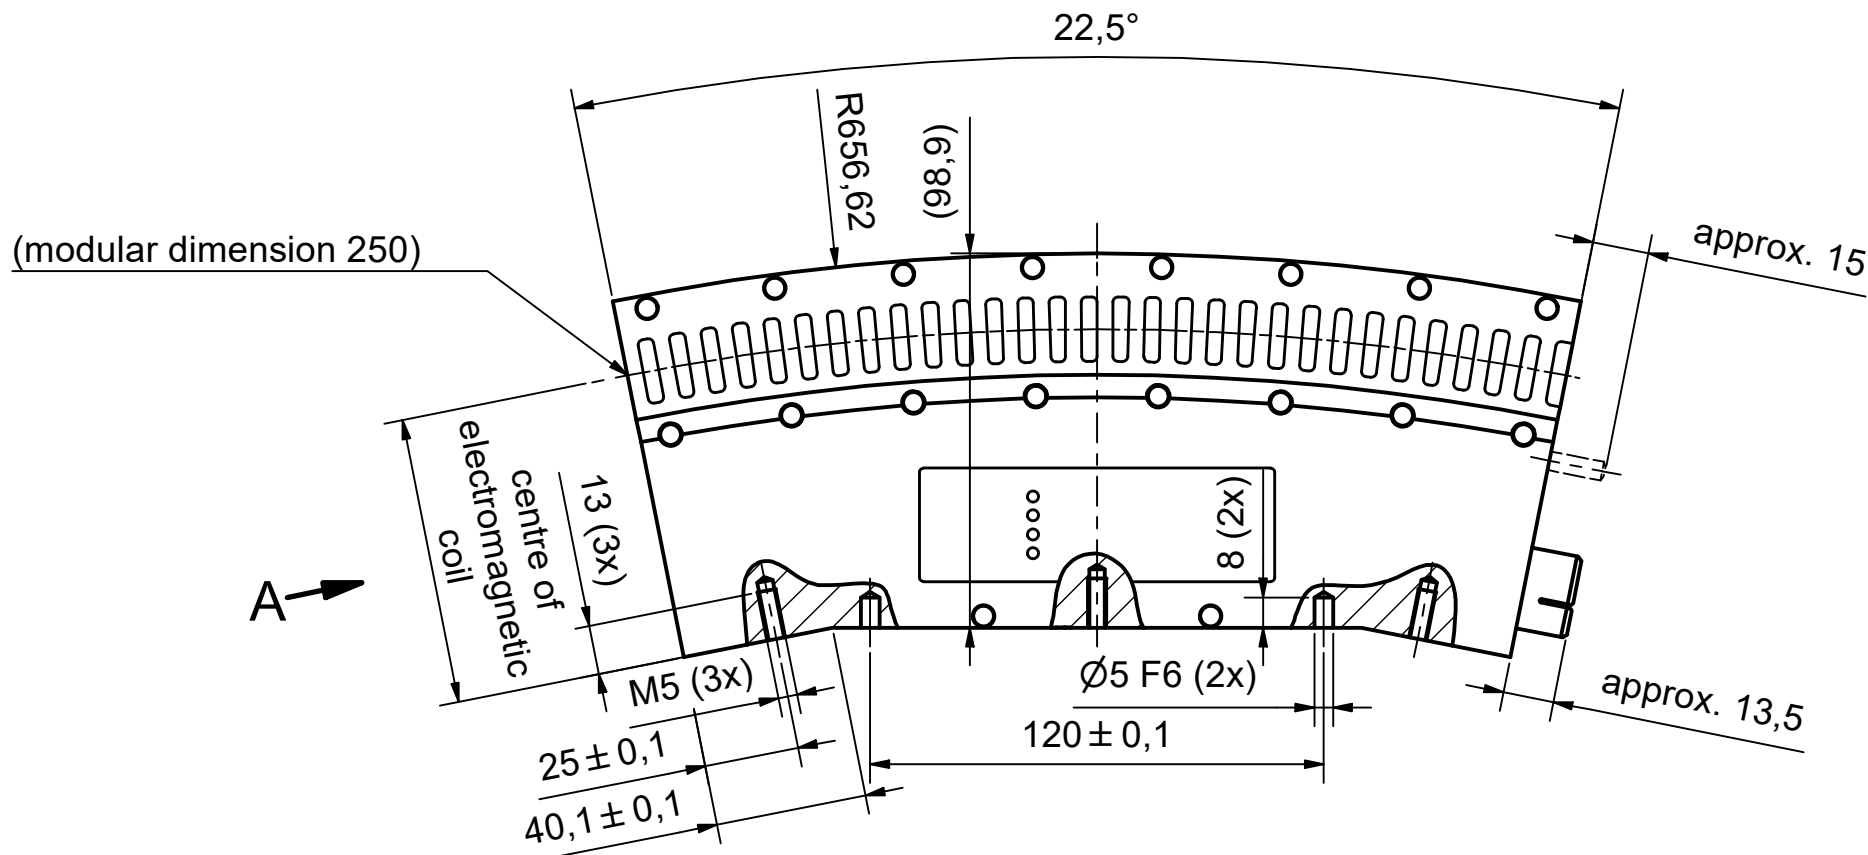 22,5°
R656,62
(98,9)
(modular dimension 250)
approx. 15
centre of
electromagnetic
coil
13 (3x)
8 (2x)
A
M5 (3x)
Ø5 F6 (2x)
approx. 13,5
25 ± 0,1
120 ± 0,1
40,1 ± 0,1